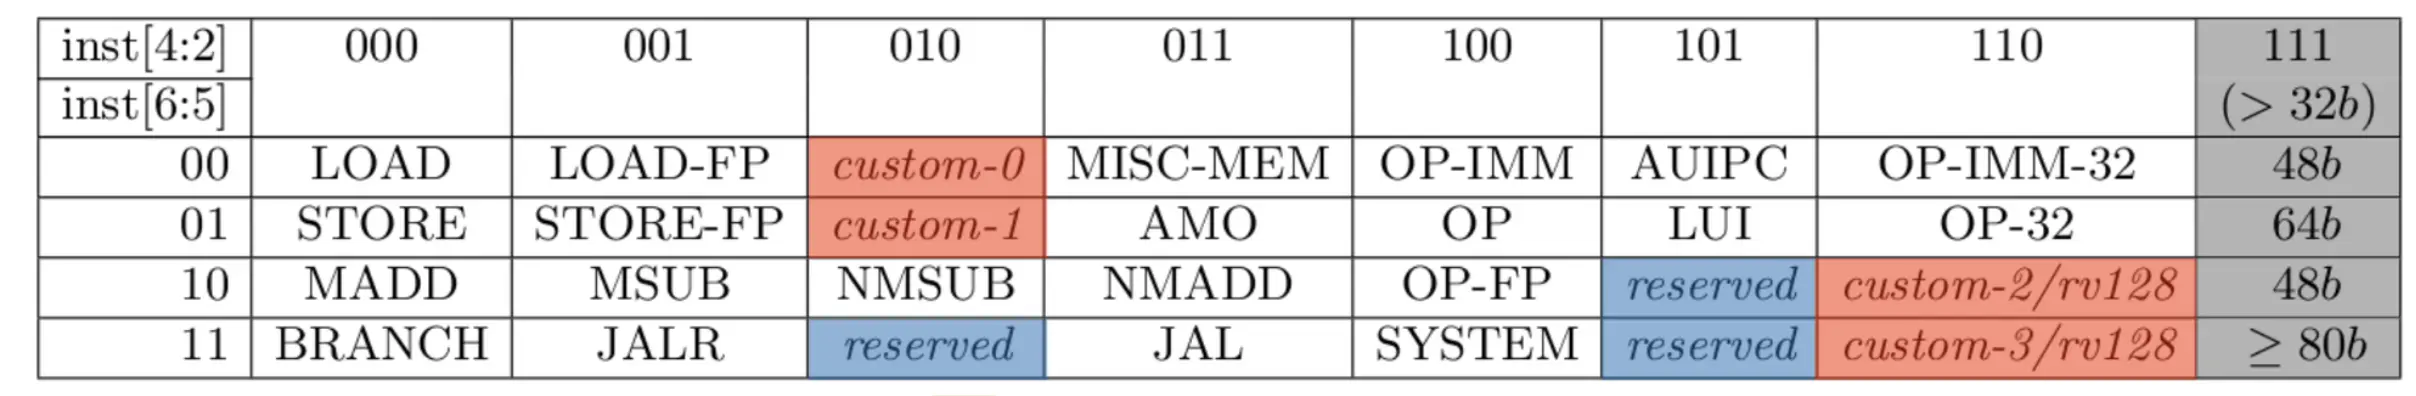 inst[4:2] 000 001 010 011 100 101 110 111
inst[6:5] (> 32b)
00 LOAD LOAD-FP custom-0 MISC-MEM OP-IMM AUIPC OP-IMM-32 48b
01 STORE STORE-FP custom-1 AMO OP LUI OP-32 64b
10 MADD MSUB NMSUB NMADD OP-FP reserved custom-2/rv128 48b
11 BRANCH JALR reserved JAL SYSTEM reserved custom-3/rv128 ≥ 80b